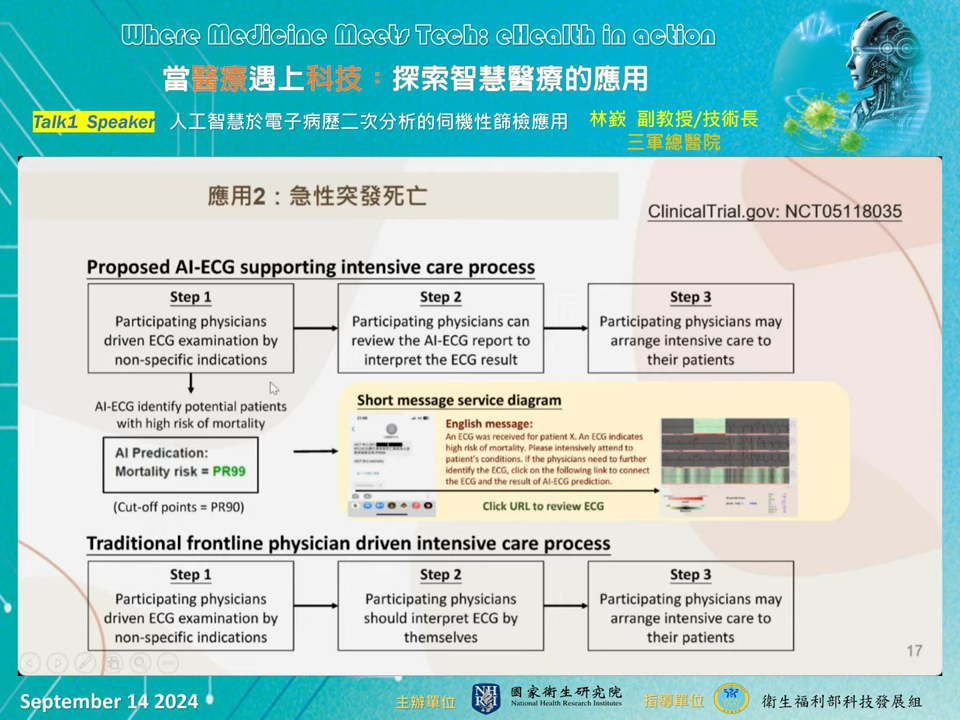 Where Medicine Meets Tech: eHealth in action
當醫療遇上科技：探索智慧醫療的應用
Talk1 Speaker 人工智慧於電子病歷二次分析的伺機性篩檢應用 林嶔 副教授/技術長
三軍總醫院
應用2：急性突發死亡
ClinicalTrial.gov: NCT05118035
Proposed AI-ECG supporting intensive care process
Step 1
Participating physicians
driven ECG examination by
non-specific indications
Step 2
Participating physicians can
review the AI-ECG report to
interpret the ECG result
Step 3
Participating physicians may
arrange intensive care to
their patients
AI-ECG identify potential patients
with high risk of mortality
AI Predication:
Mortality risk = PR99
(Cut-off points = PR90)
Short message service diagram
English message:
An ECG was received for patient X. An ECG indicates
high risk of mortality. Please intensively attend to
patient's conditions. If the physicians need to further
identify the ECG, click on the following link to connect
the ECG and the result of AI-ECG prediction.
Click URL to review ECG
Traditional frontline physician driven intensive care process
Step 1
Participating physicians
driven ECG examination by
non-specific indications
Step 2
Participating physicians
should interpret ECG by
themselves
Step 3
Participating physicians may
arrange intensive care to
their patients
17
September 14 2024
主辦單位
NHRI
國家衛生研究院
National Health Research Institutes
指導單位
衛生福利部科技發展組